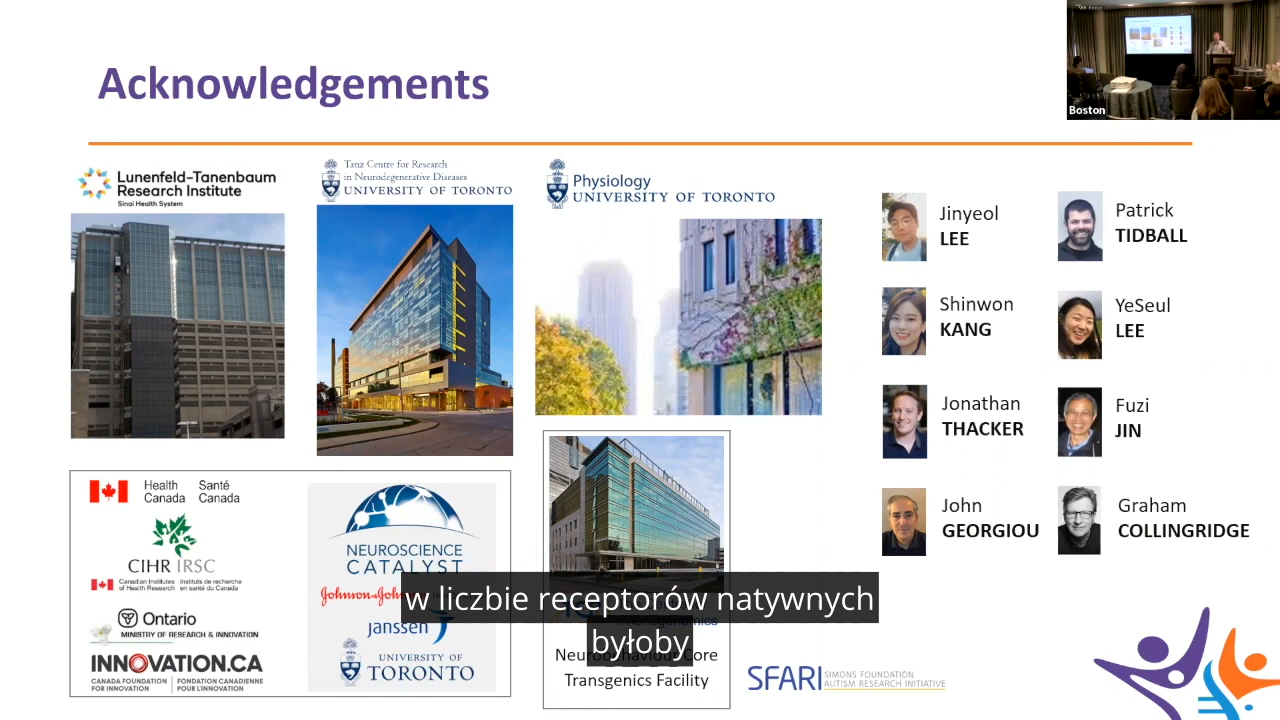 Acknowledgements
Boston
Lunenfeld-Tanenbaum
Research Institute
Sinai Health System
Tanz Centre for Research
in Neurodegenerative Diseases
UNIVERSITY OF TORONTO
Physiology
UNIVERSITY OF TORONTO
Jinyeol
LEE
Patrick
TIDBALL
Shinwon
KANG
YeSeul
LEE
Jonathan
THACKER
Fuzi
JIN
John
GEORGIOU
Graham
COLLINGRIDGE
Health Santé
Canada Canada
CIHR IRSC
Canadian Institutes Instituts de recherche
of Health Research en santé du Canada
Ontario
MINISTRY OF RESEARCH & INNOVATION
INNOVATION.CA
CANADA FOUNDATION FONDATION CANADIENNE
FOR INNOVATION POUR L'INNOVATION
NEUROSCIENCE
CATALYST
Johnson & Johnson
janssen
UNIVERSITY OF
TORONTO
w liczbie receptorów natywnych
byłoby
Neurobehaviour Core
Transgenics Facility
SFARI SIMONS FOUNDATION
AUTISM RESEARCH INITIATIVE